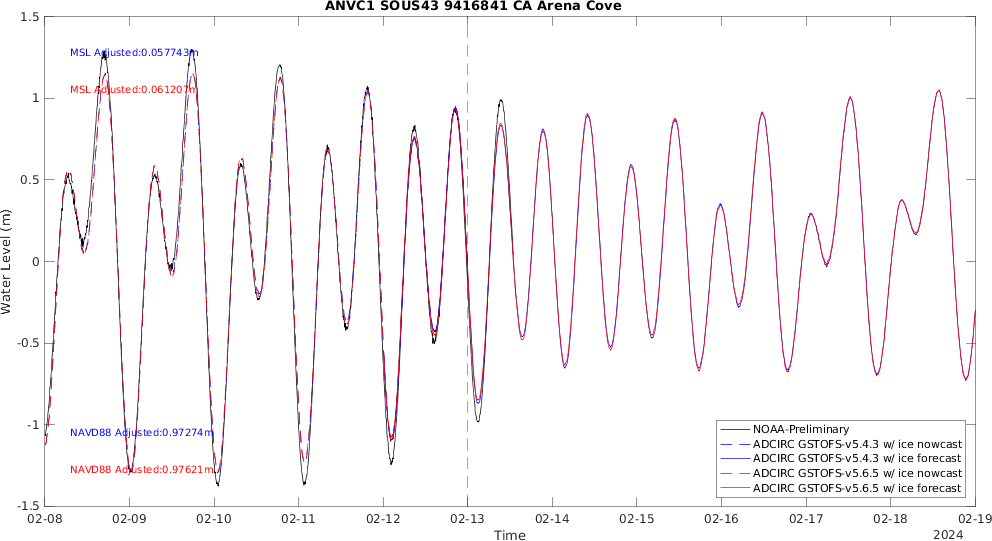 ANVC1 SOUS43 9416841 CA Arena Cove
1.5
1
0.5
0
-0.5
-1
-1.5
Water Level (m)
MSL Adjusted:0.057743m
MSL Adjusted:0.061207m
NAVD88 Adjusted:0.97274m
NAVD88 Adjusted:0.97621m
NOAA-Preliminary
ADCIRC GSTOFS-v5.4.3 w/ ice nowcast
ADCIRC GSTOFS-v5.4.3 w/ ice forecast
ADCIRC GSTOFS-v5.6.5 w/ ice nowcast
ADCIRC GSTOFS-v5.6.5 w/ ice forecast
02-08 02-09 02-10 02-11 02-12 02-13 02-14 02-15 02-16 02-17 02-18 02-19
Time
2024